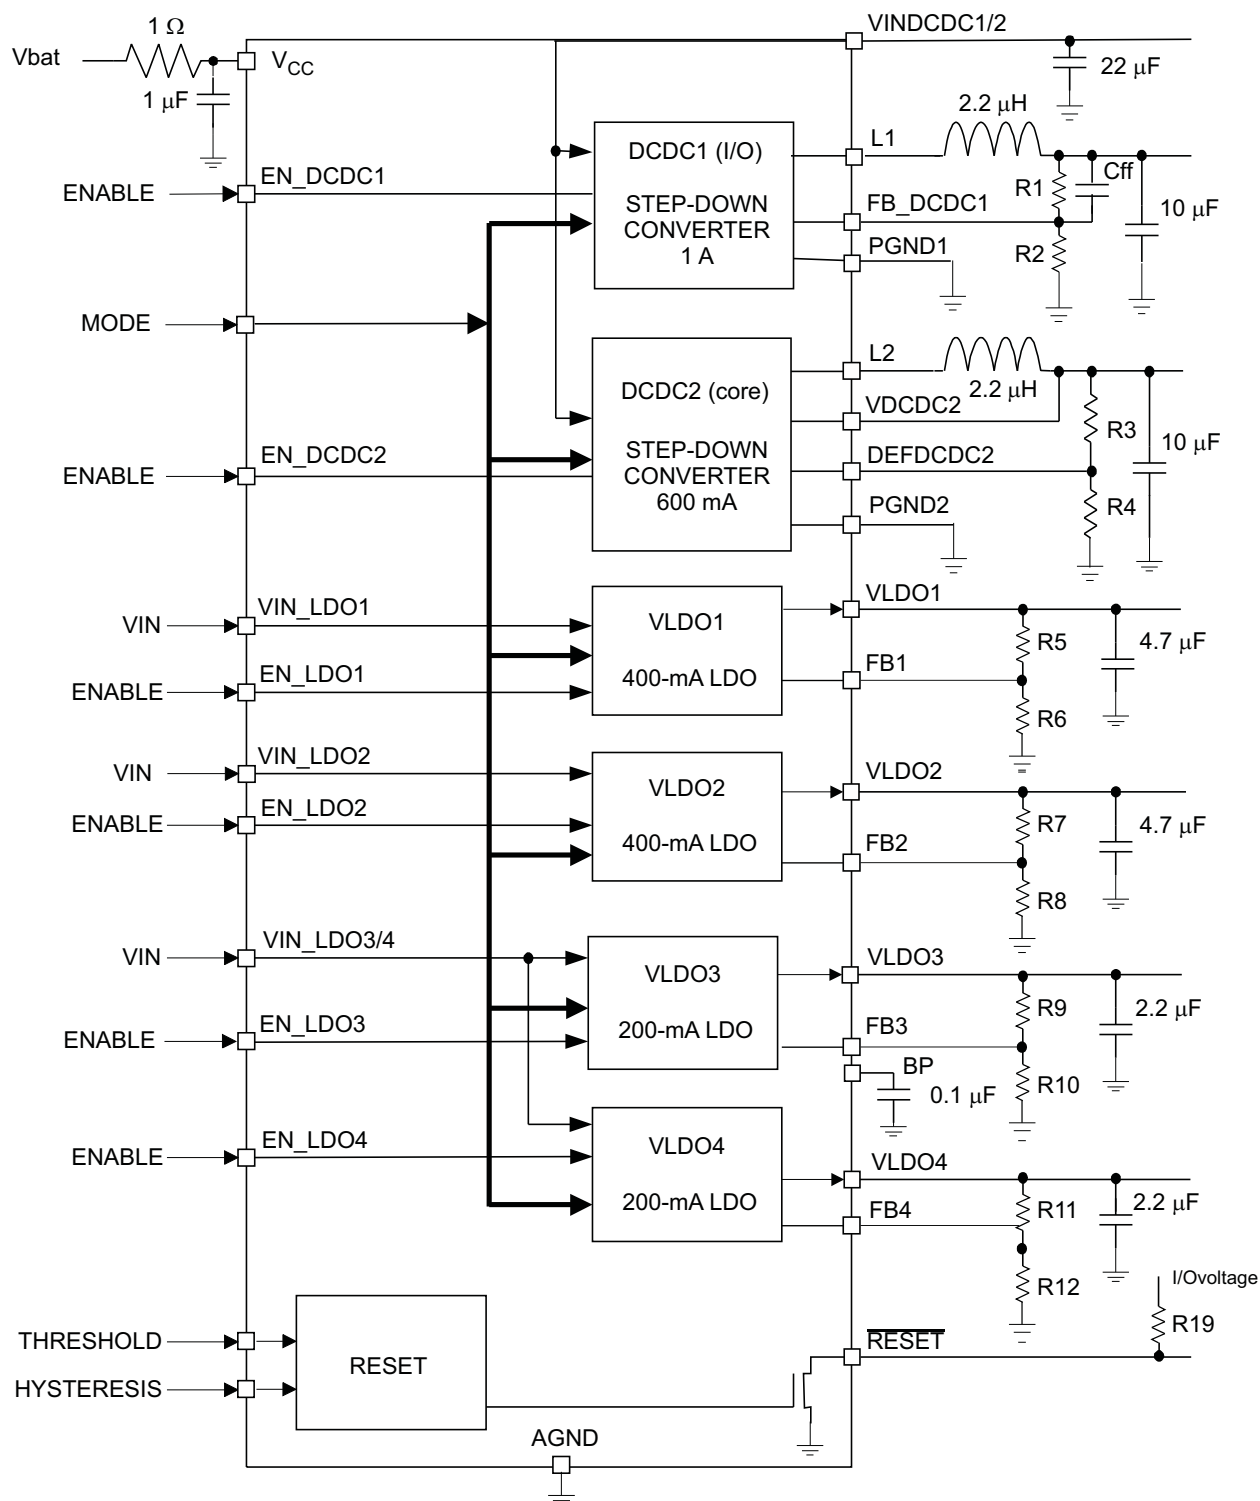 1 Ω
Vbat
VCC
1 μF
VINDCDC1/2
22 μF
2.2 μH
L1
DCDC1 (I/O)
STEP-DOWN
CONVERTER
1 A
ENABLE
EN_DCDC1
FB_DCDC1
R1
Cff
10 μF
R2
PGND1
MODE
L2
2.2 μH
DCDC2 (core)
STEP-DOWN
CONVERTER
600 mA
VDCDC2
R3
10 μF
ENABLE
EN_DCDC2
DEFDCDC2
R4
PGND2
VIN
VIN_LDO1
VLDO1
400-mA LDO
VLDO1
R5
4.7 μF
ENABLE
EN_LDO1
FB1
R6
VIN
VIN_LDO2
VLDO2
400-mA LDO
VLDO2
R7
4.7 μF
ENABLE
EN_LDO2
FB2
R8
VIN
VIN_LDO3/4
VLDO3
200-mA LDO
VLDO3
R9
2.2 μF
ENABLE
EN_LDO3
FB3
BP
0.1 μF
R10
ENABLE
EN_LDO4
VLDO4
200-mA LDO
VLDO4
R11
2.2 μF
FB4
R12
I/Ovoltage
R19
THRESHOLD
HYSTERESIS
RESET
RESET
AGND